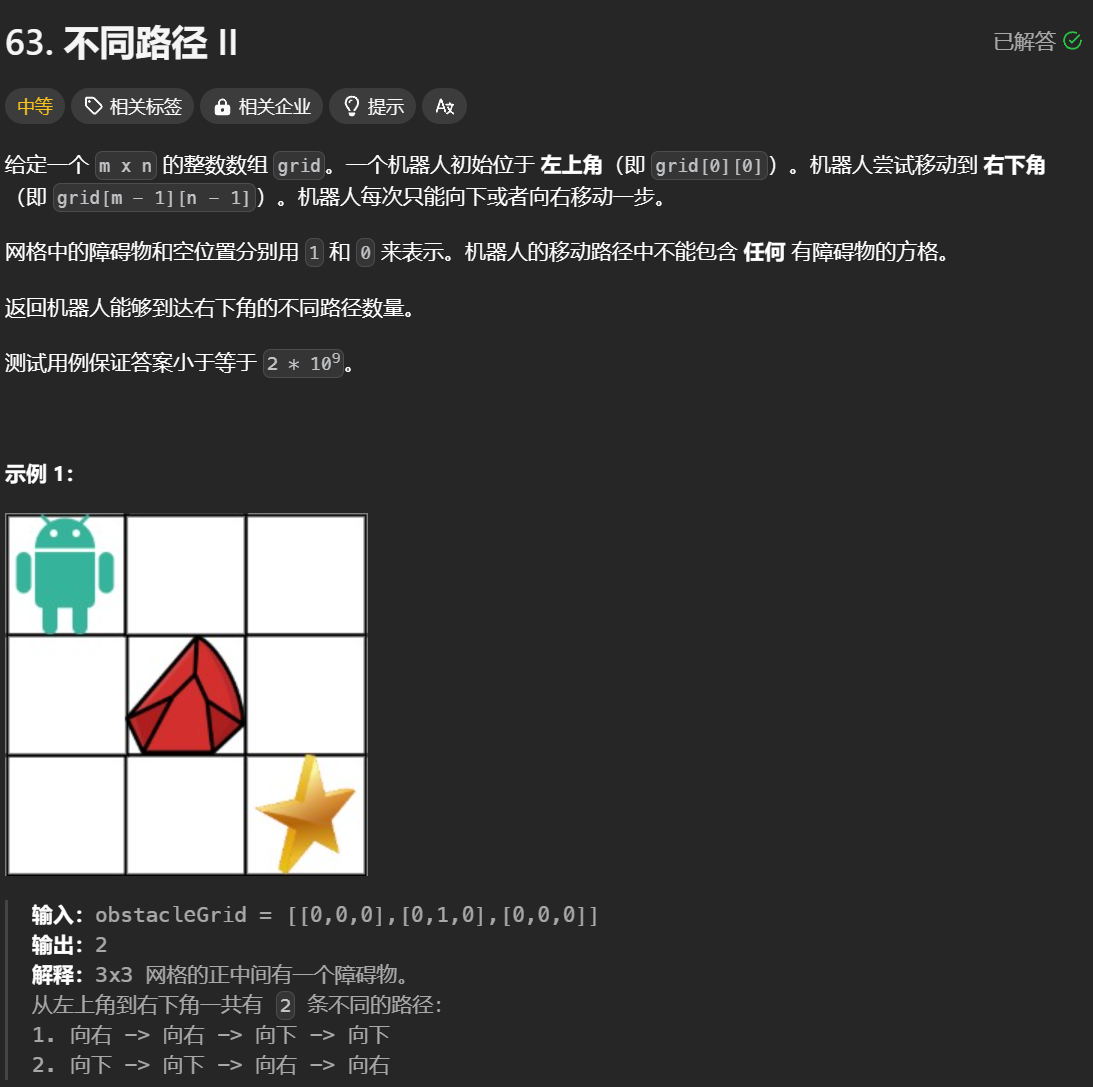 63. 不同路径 II
已解答
中等 相关标签 相关企业 提示 Aあ
给定一个 m x n 的整数数组 grid。一个机器人初始位于 左上角（即 grid[0][0]）。机器人尝试移动到 右下角
（即 grid[m - 1][n - 1]）。机器人每次只能向下或者向右移动一步。
网格中的障碍物和空位置分别用 1 和 0 来表示。机器人的移动路径中不能包含 任何 有障碍物的方格。
返回机器人能够到达右下角的不同路径数量。
测试用例保证答案小于等于 2 * 10⁹。
示例 1：
输入：obstacleGrid = [[0,0,0],[0,1,0],[0,0,0]]
输出：2
解释：3x3 网格的正中间有一个障碍物。
从左上角到右下角一共有 2 条不同的路径：
1. 向右 -> 向右 -> 向下 -> 向下
2. 向下 -> 向下 -> 向右 -> 向右